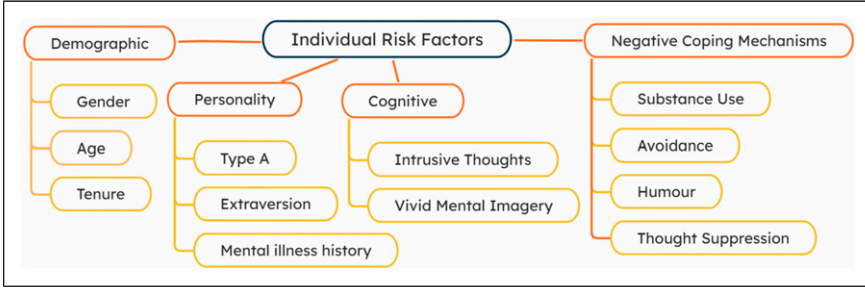 Individual Risk Factors
Demographic
Gender
Age
Tenure
Personality
Type A
Extraversion
Mental illness history
Cognitive
Intrusive Thoughts
Vivid Mental Imagery
Negative Coping Mechanisms
Substance Use
Avoidance
Humour
Thought Suppression